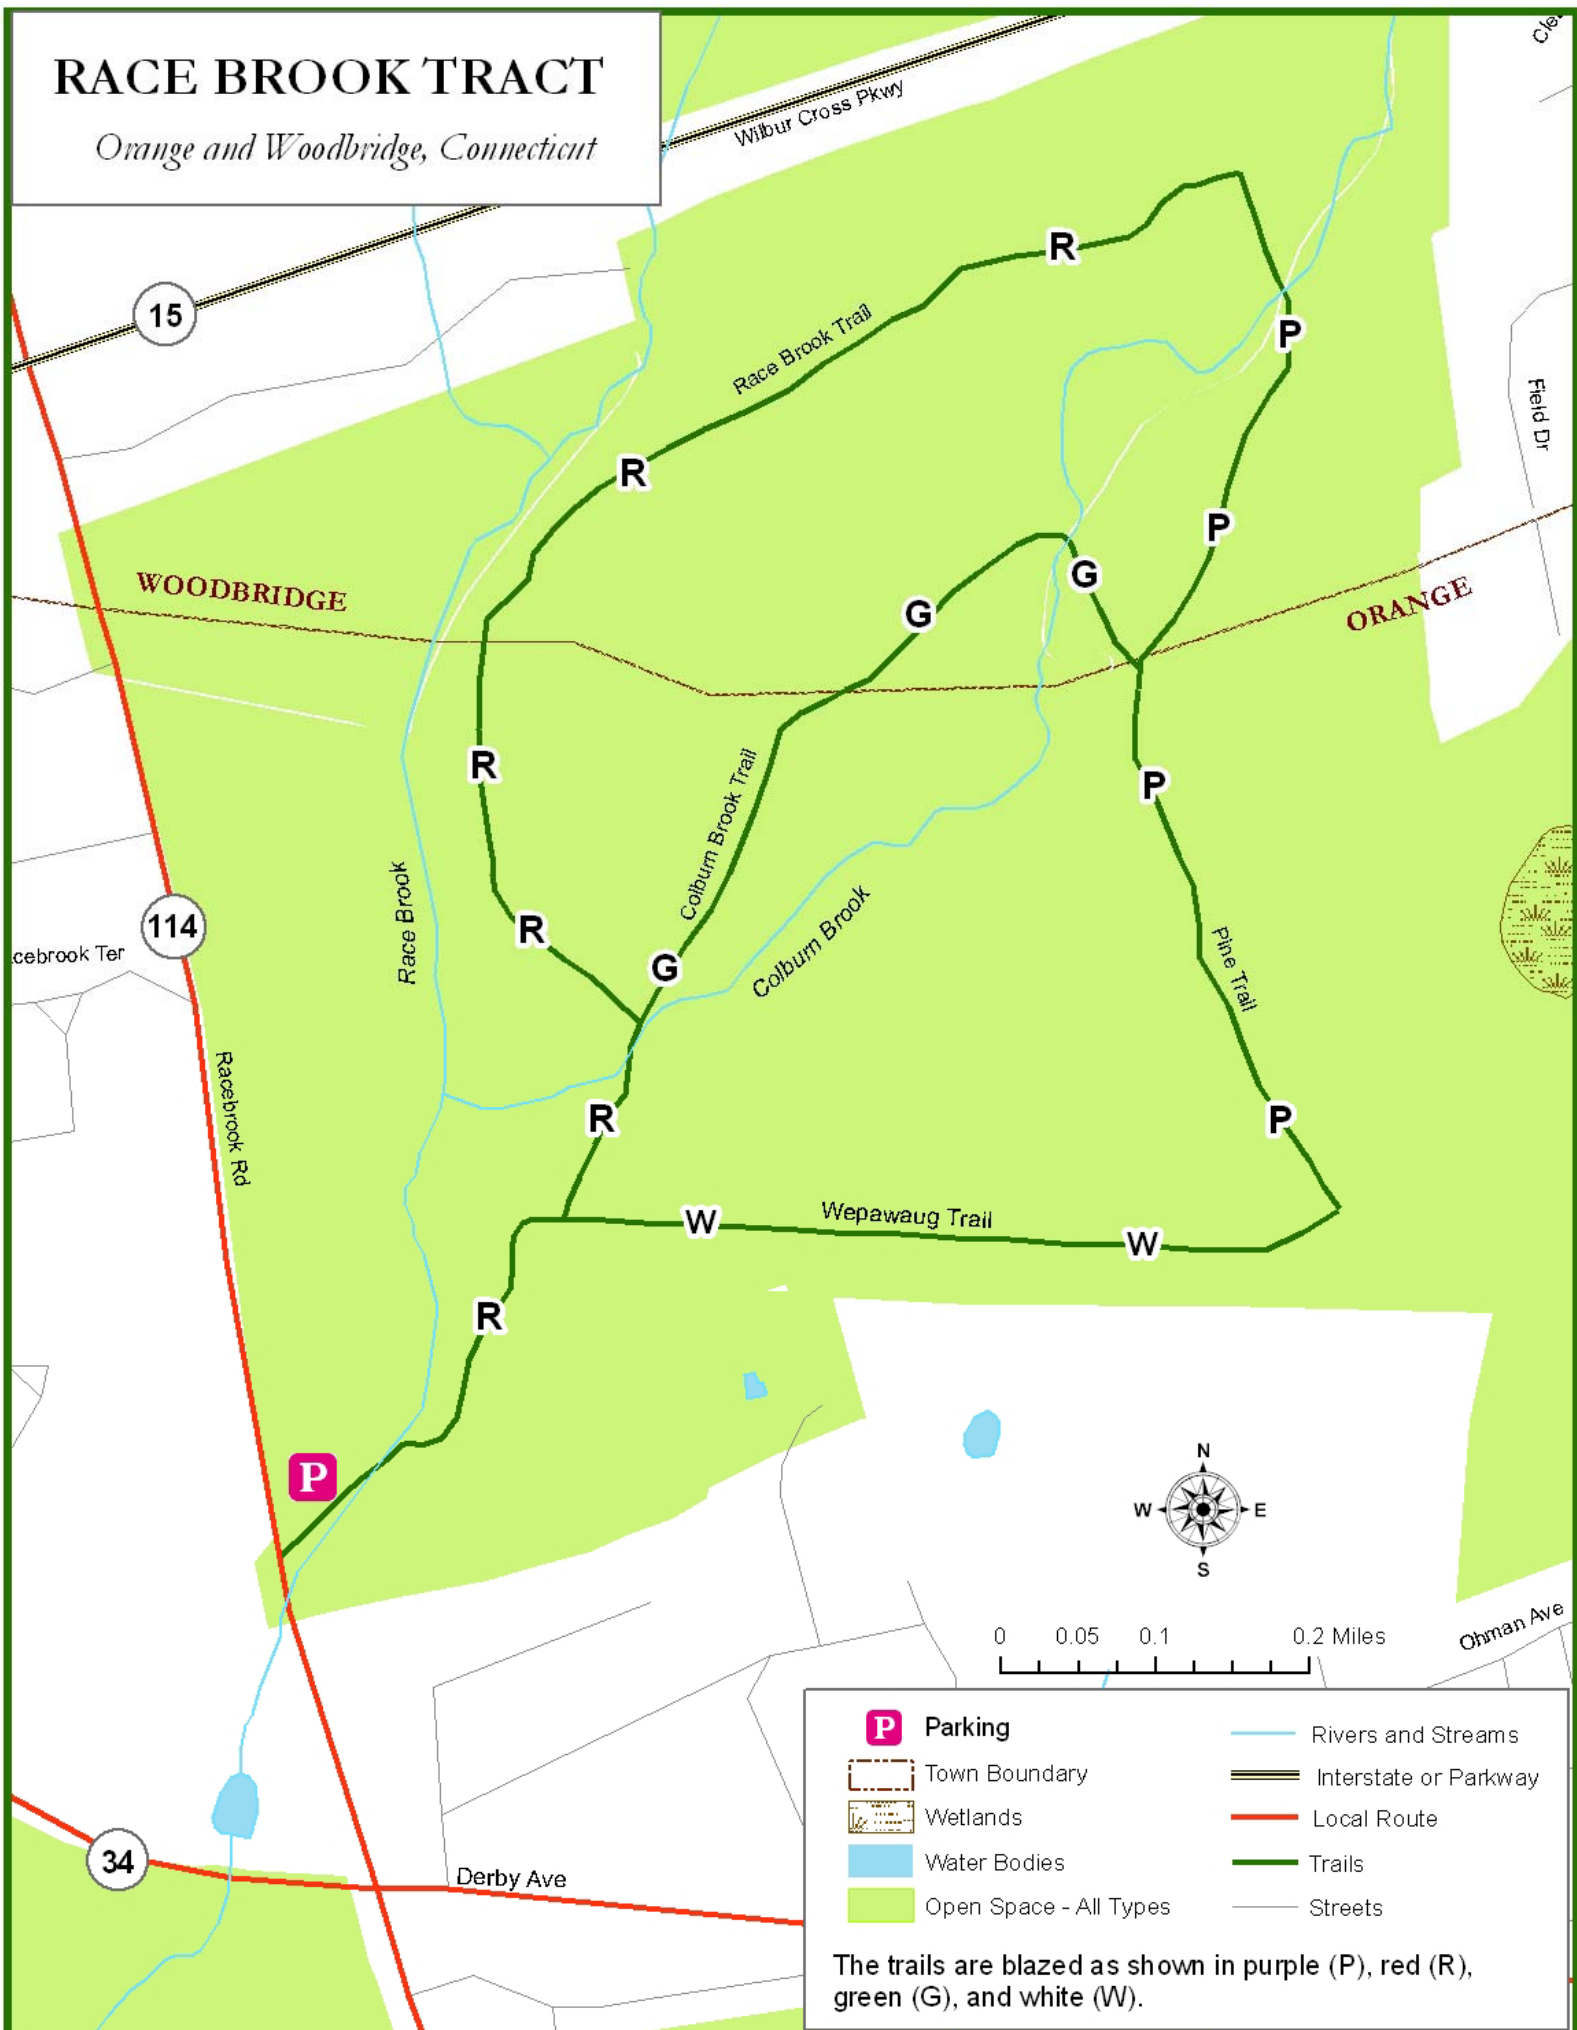 RACE BROOK TRACT
Orange and Woodbridge, Connecticut
Wilbur Cross Pkwy
15
R
Race Brook Trail
P
Field Dr
R
P
WOODBRIDGE
G
ORANGE
G
R
Colburn Brook Trail
P
Race Brook
Colburn Brook
114
R
Pine Trail
G
Racebrook Rd
R
P
Wepawaug Trail
W
W
R
P
N
W
E
S
0 0.05 0.1 0.2 Miles
Ohman Ave
34
Derby Ave
P Parking
Town Boundary
Wetlands
Water Bodies
Open Space - All Types
Rivers and Streams
Interstate or Parkway
Local Route
Trails
Streets
The trails are blazed as shown in purple (P), red (R),
green (G), and white (W).